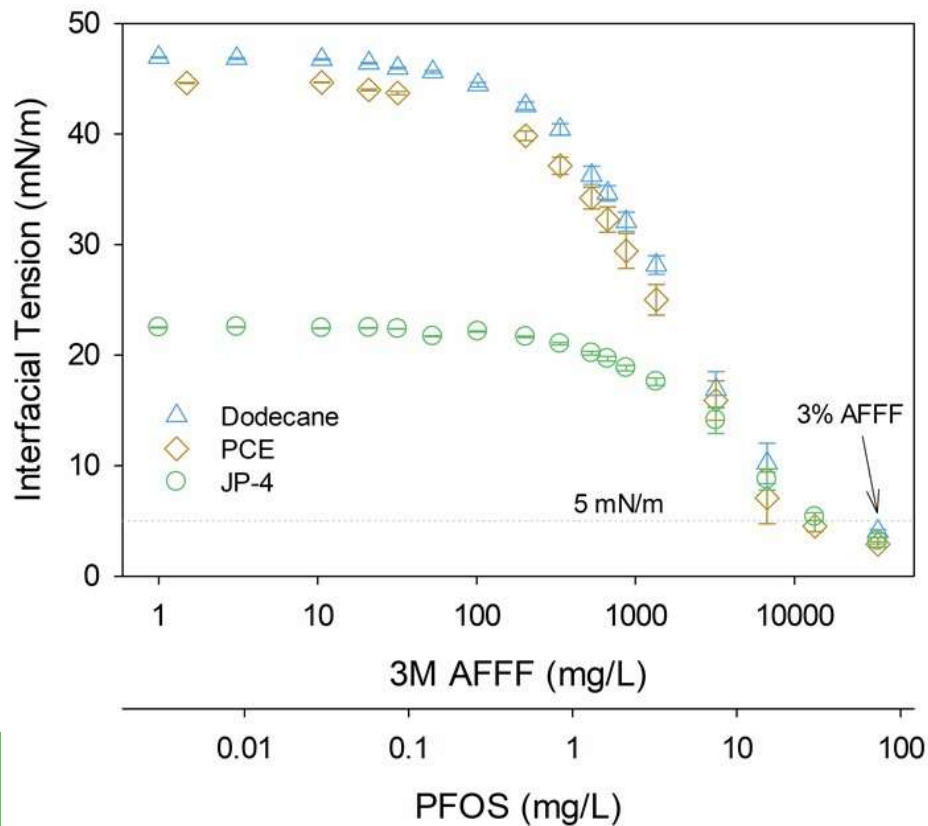 50
40
30
20
10
0
Interfacial Tension (mN/m)
Dodecane
PCE
JP-4
3% AFFF
5 mN/m
1 10 100 1000 10000
3M AFFF (mg/L)
0.01 0.1 1 10 100
PFOS (mg/L)